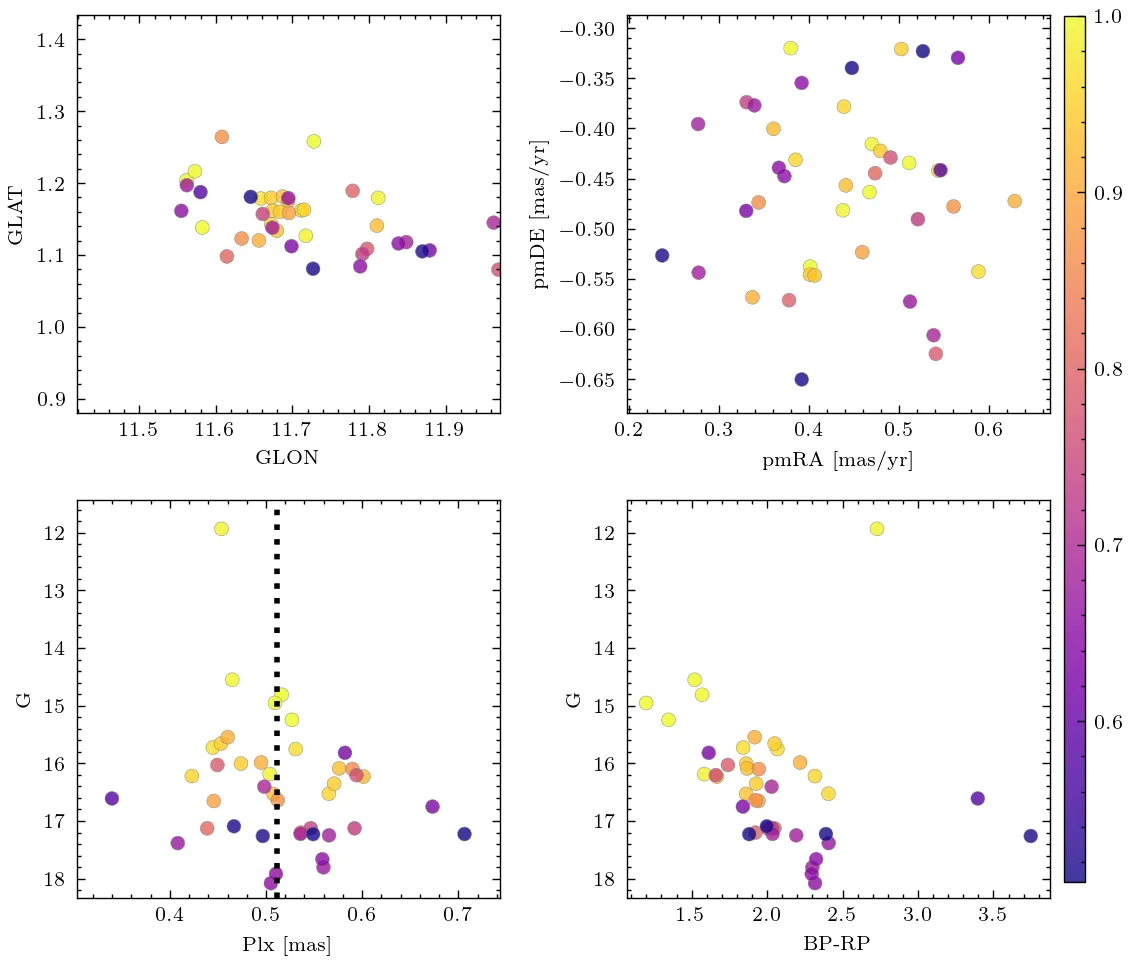 1.4
1.3
1.2
1.1
1.0
0.9
GLAT
11.5 11.6 11.7 11.8 11.9
GLON
−0.30
−0.35
−0.40
−0.45
−0.50
−0.55
−0.60
−0.65
pmDE [mas/yr]
0.2 0.3 0.4 0.5 0.6
pmRA [mas/yr]
12
13
14
15
16
17
18
G
0.4 0.5 0.6 0.7
Plx [mas]
12
13
14
15
16
17
18
G
1.5 2.0 2.5 3.0 3.5
BP-RP
1.0
0.9
0.8
0.7
0.6